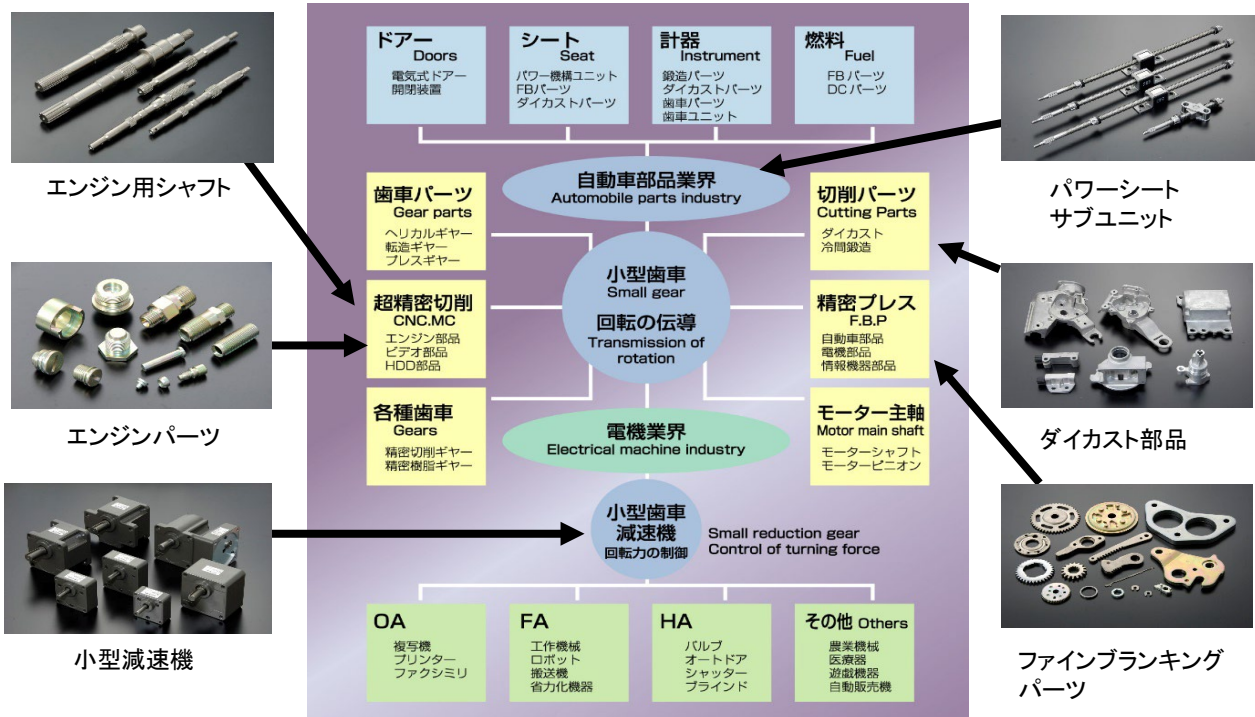 ドアー
Doors
電気式ドアー
開閉装置
シート
Seat
パワー機構ユニット
FBパーツ
ダイカストパーツ
計器
Instrument
鍛造パーツ
ダイカストパーツ
歯車パーツ
歯車ユニット
燃料
Fuel
FBパーツ
DCパーツ
エンジン用シャフト
自動車部品業界
Automobile parts industry
パワーシート
サブユニット
歯車パーツ
Gear parts
ヘリカルギヤー
転造ギヤー
プレスギヤー
切削パーツ
Cutting Parts
ダイカスト
冷間鍛造
小型歯車
Small gear
回転の伝導
Transmission of
rotation
超精密切削
CNC.MC
エンジン部品
ビデオ部品
HDD部品
精密プレス
F.B.P
自動車部品
電機部品
情報機器部品
エンジンパーツ
ダイカスト部品
各種歯車
Gears
精密切削ギヤー
精密樹脂ギヤー
電機業界
Electrical machine industry
モーター主軸
Motor main shaft
モーターシャフト
モーターピニオン
小型歯車
減速機
回転力の制御
Small reduction gear
Control of turning force
小型減速機
ファインブランキング
パーツ
OA
複写機
プリンター
ファクシミリ
FA
工作機械
ロボット
搬送機
省力化機器
HA
バルブ
オートドア
シャッター
ブラインド
その他 Others
農業機械
医療器
遊戯機器
自動販売機